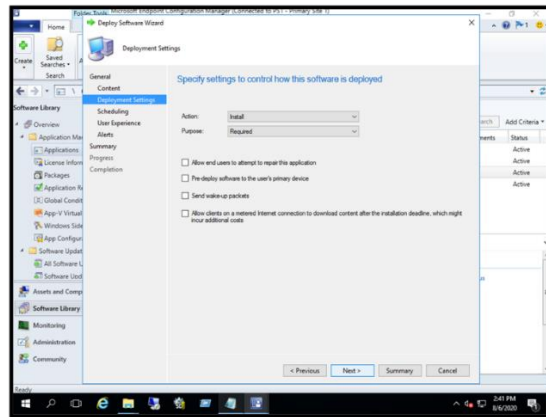 Folder Tools Microsoft Endpoint Configuration Manager (Connected to PS1 - Primary Site 1)
Home
Create
Saved
Searches
Search
Software Library
Overview
Applications
Packages
Global Condit
App-V Virtual
Windows Side
App Configur
Software Updat
All Software U
Software Upd
Assets and Comp
Software Library
Monitoring
Administration
Community
Ready
Deploy Software Wizard
Deployment Settings
General
Content
Deployment Settings
Scheduling
User Experience
Alerts
Summary
Progress
Completion
Specify settings to control how this software is deployed
Action: Install
Purpose: Required
Allow end users to attempt to repair this application
Pre-deploy software to the user's primary device
Send wake-up packets
Allow clients on a metered Internet connection to download content after the installation deadline, which might
incur additional costs
< Previous Next > Summary Cancel
arch Add Criteria
ments Status
Active
Active
Active
Active
2:41 PM
8/6/2020